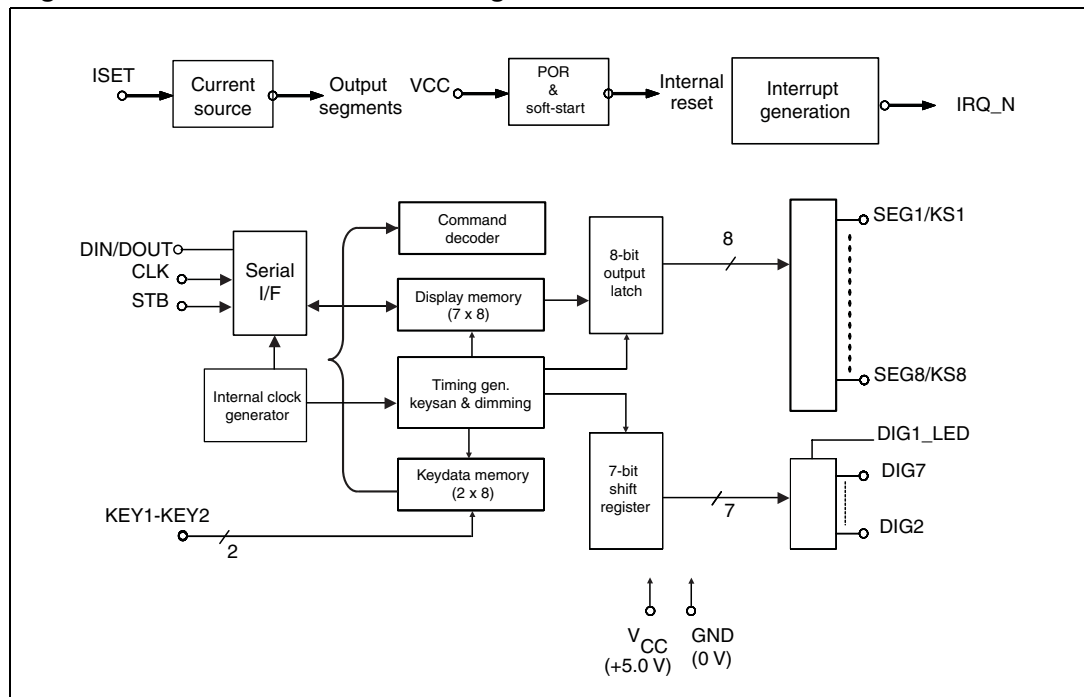 ISET
Current
source
Output
segments
VCC
POR
&
soft-start
Internal
reset
Interrupt
generation
IRQ_N
DIN/DOUT
CLK
STB
Serial
I/F
Command
decoder
Display memory
(7 x 8)
8-bit
output
latch
8
SEG1/KS1
SEG8/KS8
Internal clock
generator
Timing gen.
keysan & dimming
Keydata memory
(2 x 8)
7-bit
shift
register
7
DIG1_LED
DIG7
DIG2
KEY1-KEY2
2
VCC
(+5.0 V)
GND
(0 V)